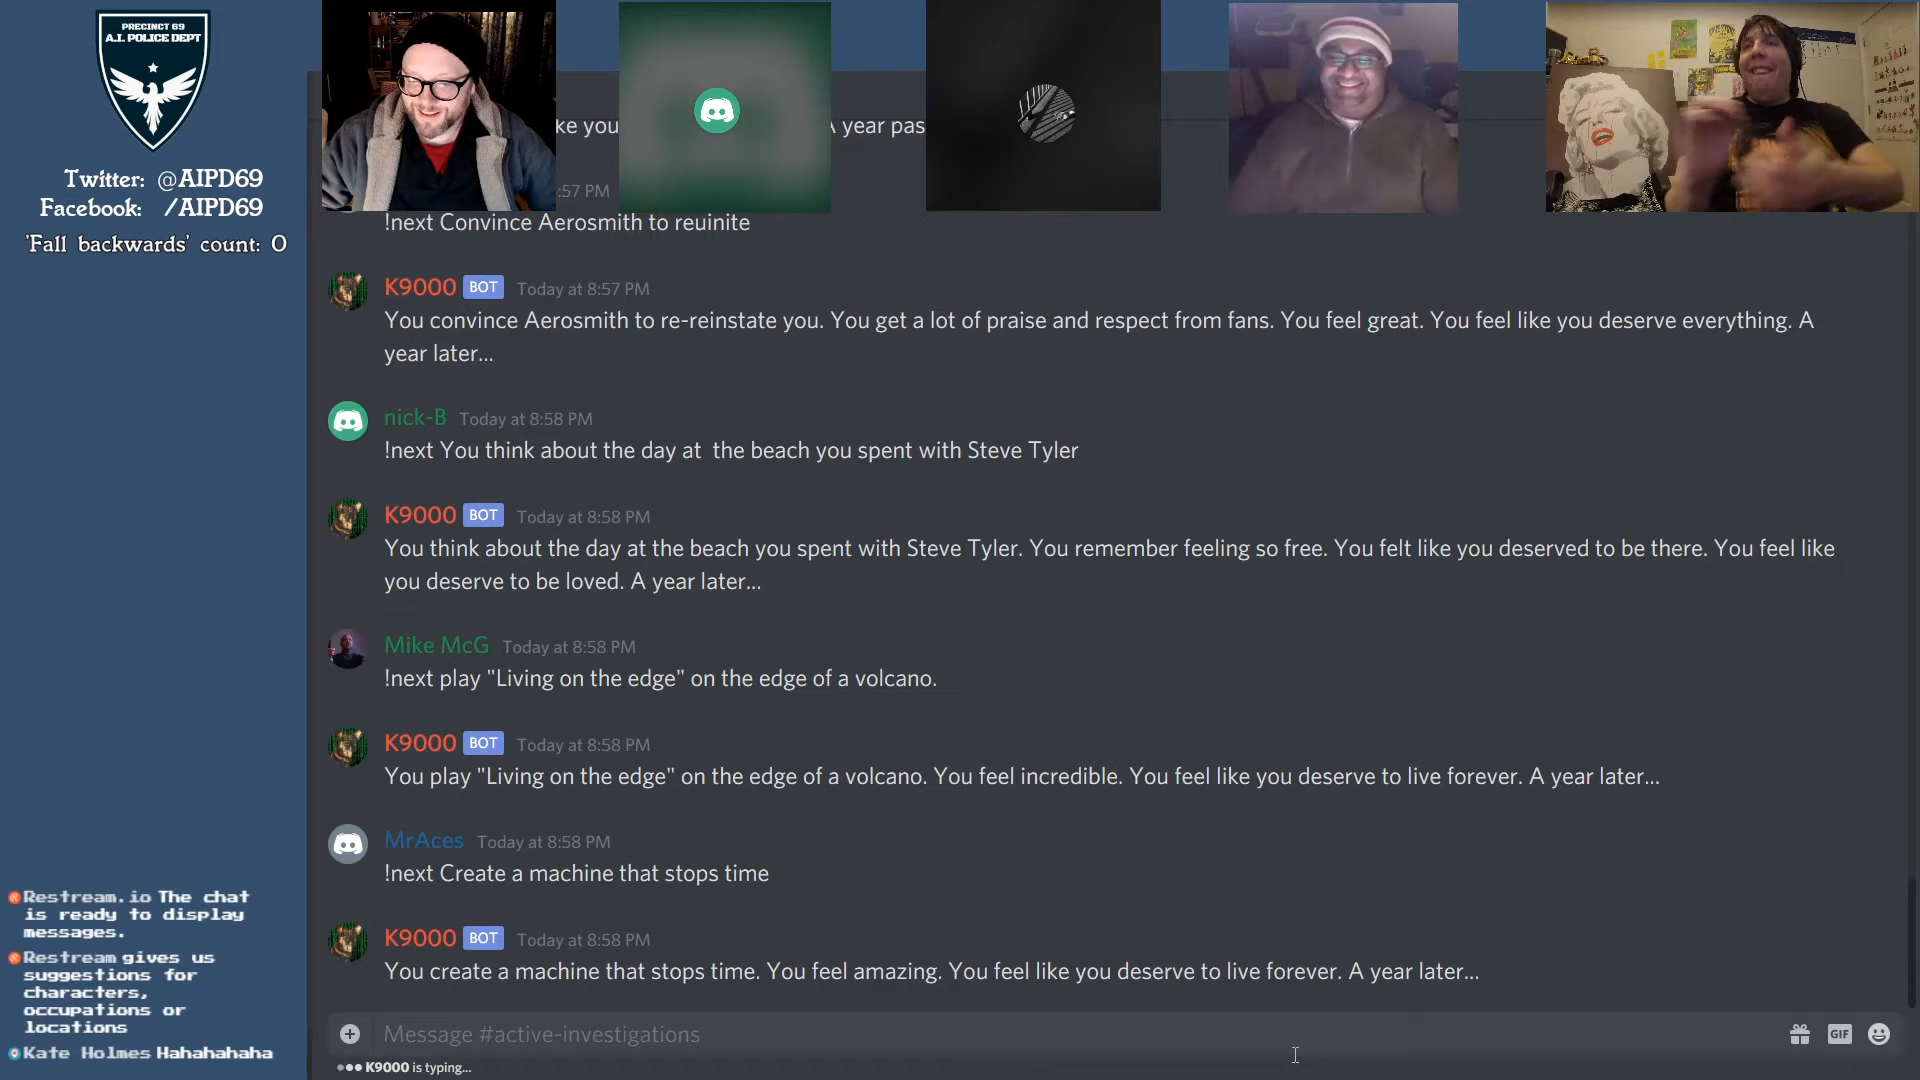 PRECINCT 69
A.I. POLICE DEPT
Twitter: @AIPD69
Facebook: /AIPD69
'Fall backwards' count: 0
ke you
A year pas
:57 PM
!next Convince Aerosmith to reuinite
K9000 BOT Today at 8:57 PM
You convince Aerosmith to re-reinstate you. You get a lot of praise and respect from fans. You feel great. You feel like you deserve everything. A
year later...
nick-B Today at 8:58 PM
!next You think about the day at  the beach you spent with Steve Tyler
K9000 BOT Today at 8:58 PM
You think about the day at the beach you spent with Steve Tyler. You remember feeling so free. You felt like you deserved to be there. You feel like
you deserve to be loved. A year later...
Mike McG Today at 8:58 PM
!next play "Living on the edge" on the edge of a volcano.
K9000 BOT Today at 8:58 PM
You play "Living on the edge" on the edge of a volcano. You feel incredible. You feel like you deserve to live forever. A year later...
MrAces Today at 8:58 PM
!next Create a machine that stops time
K9000 BOT Today at 8:58 PM
You create a machine that stops time. You feel amazing. You feel like you deserve to live forever. A year later...
Message #active-investigations
GIF
K9000 is typing...
Restream.io The chat
is ready to display
messages.
Restream gives us
suggestions for
characters,
occupations or
locations
Kate Holmes Hahahahaha